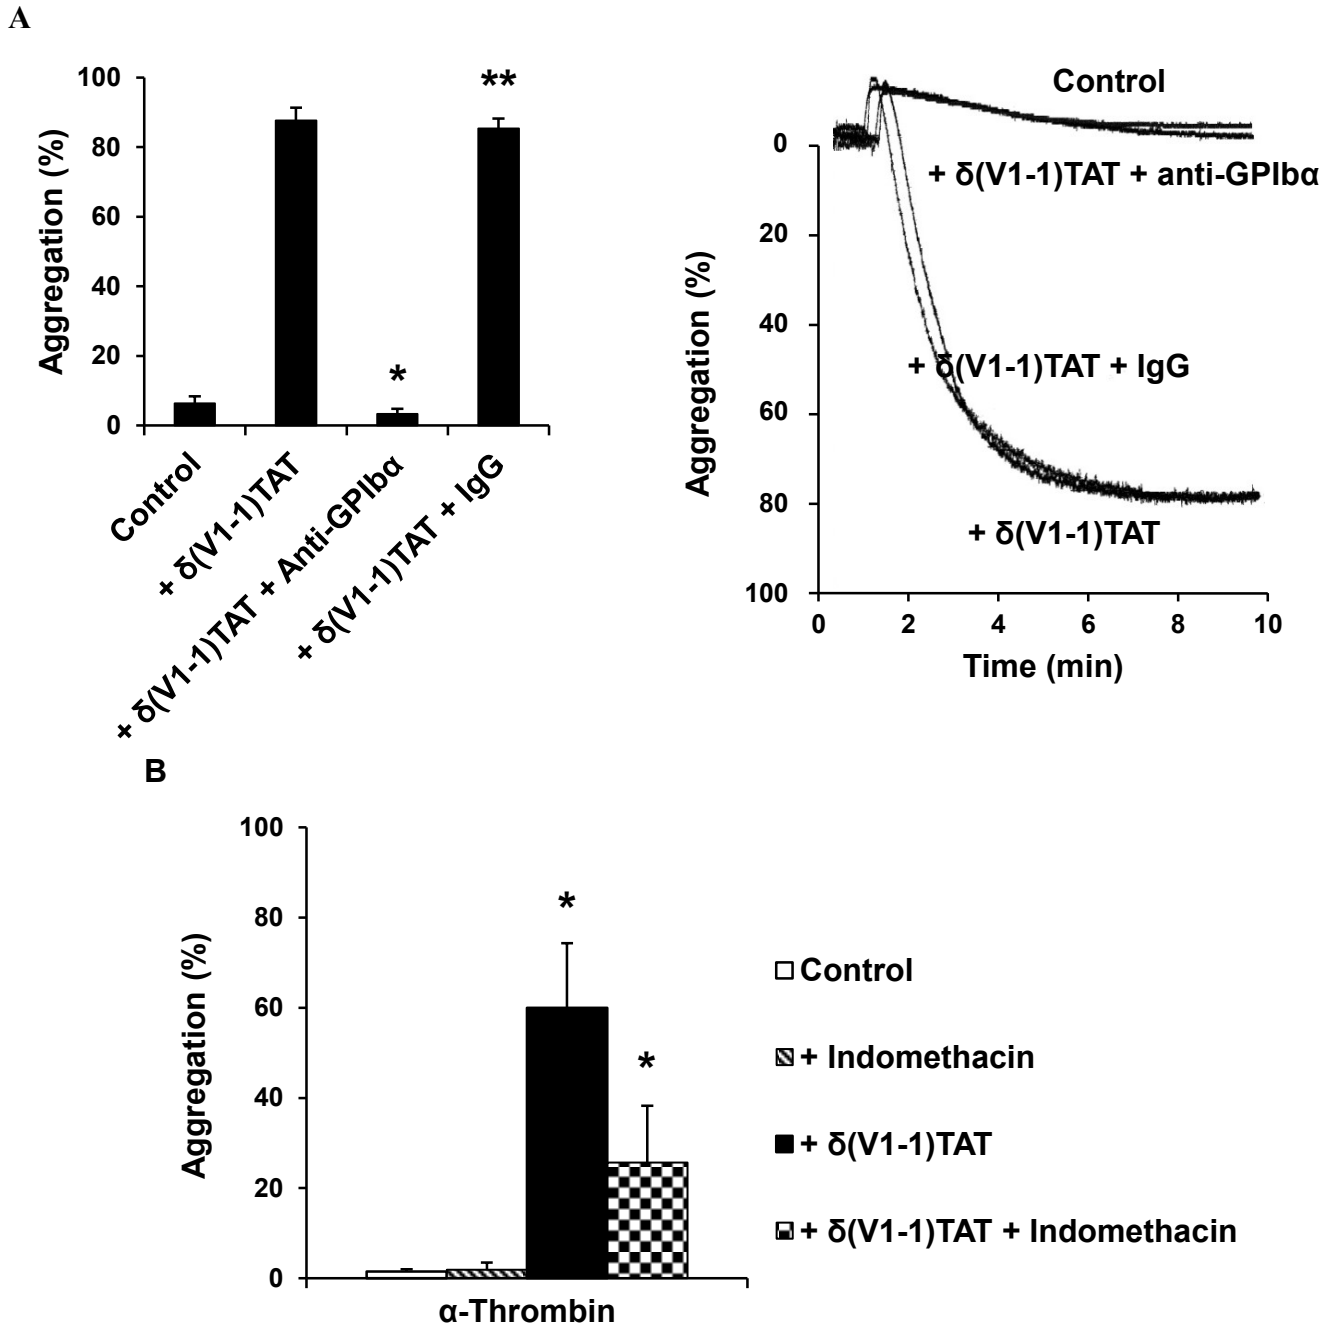 A
100
80
60
40
20
0
Aggregation (%)
*
**
Control
+ δ(V1-1)TAT
+ δ(V1-1)TAT + Anti-GPIbα
+ δ(V1-1)TAT + IgG
Control
+ δ(V1-1)TAT + anti-GPIbα
+ δ(V1-1)TAT + IgG
+ δ(V1-1)TAT
0
20
40
60
80
100
Aggregation (%)
0 2 4 6 8 10
Time (min)
B
100
80
60
40
20
0
Aggregation (%)
*
*
α-Thrombin
Control
+ Indomethacin
+ δ(V1-1)TAT
+ δ(V1-1)TAT + Indomethacin